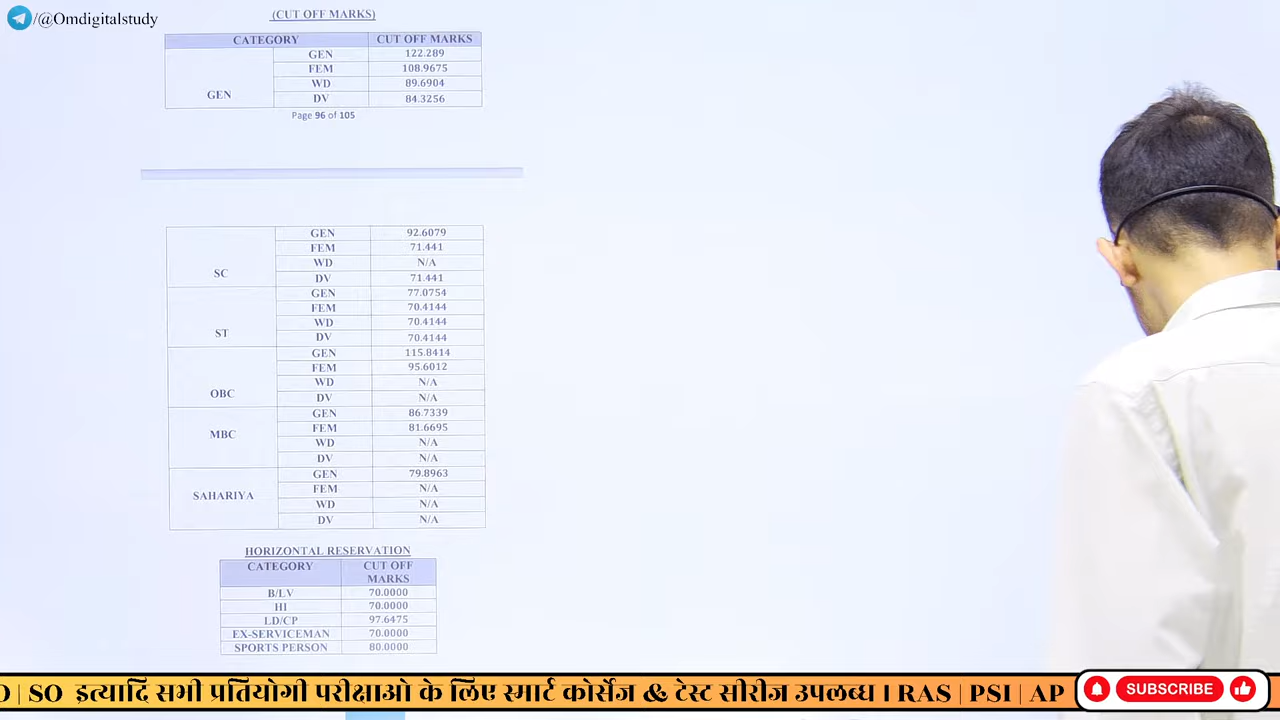 /@Omdigitalstudy
(CUT OFF MARKS)
CATEGORY CUT OFF MARKS
GEN GEN 122.289
FEM 108.9675
WD 89.6904
DV 84.3256
Page 96 of 105
SC GEN 92.6079
FEM 71.441
WD N/A
DV 71.441
ST GEN 77.0754
FEM 70.4144
WD 70.4144
DV 70.4144
OBC GEN 115.8414
FEM 95.6012
WD N/A
DV N/A
MBC GEN 86.7339
FEM 81.6695
WD N/A
DV N/A
SAHARIYA GEN 79.8963
FEM N/A
WD N/A
DV N/A
HORIZONTAL RESERVATION
CATEGORY CUT OFF MARKS
B/LV 70.0000
HI 70.0000
LD/CP 97.6475
EX-SERVICEMAN 70.0000
SPORTS PERSON 80.0000
O | SO इत्यादि सभी प्रतियोगी परीक्षाओ के लिए स्मार्ट कोर्सेज & टेस्ट सीरीज उपलब्ध । RAS | PSI | AP
SUBSCRIBE